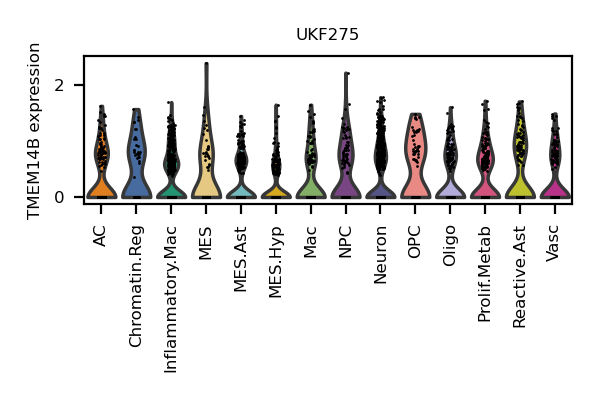 UKF275
TMEM14B expression
2
0
AC
Chromatin.Reg
Inflammatory.Mac
MES
MES.Ast
MES.Hyp
Mac
NPC
Neuron
OPC
Oligo
Prolif.Metab
Reactive.Ast
Vasc